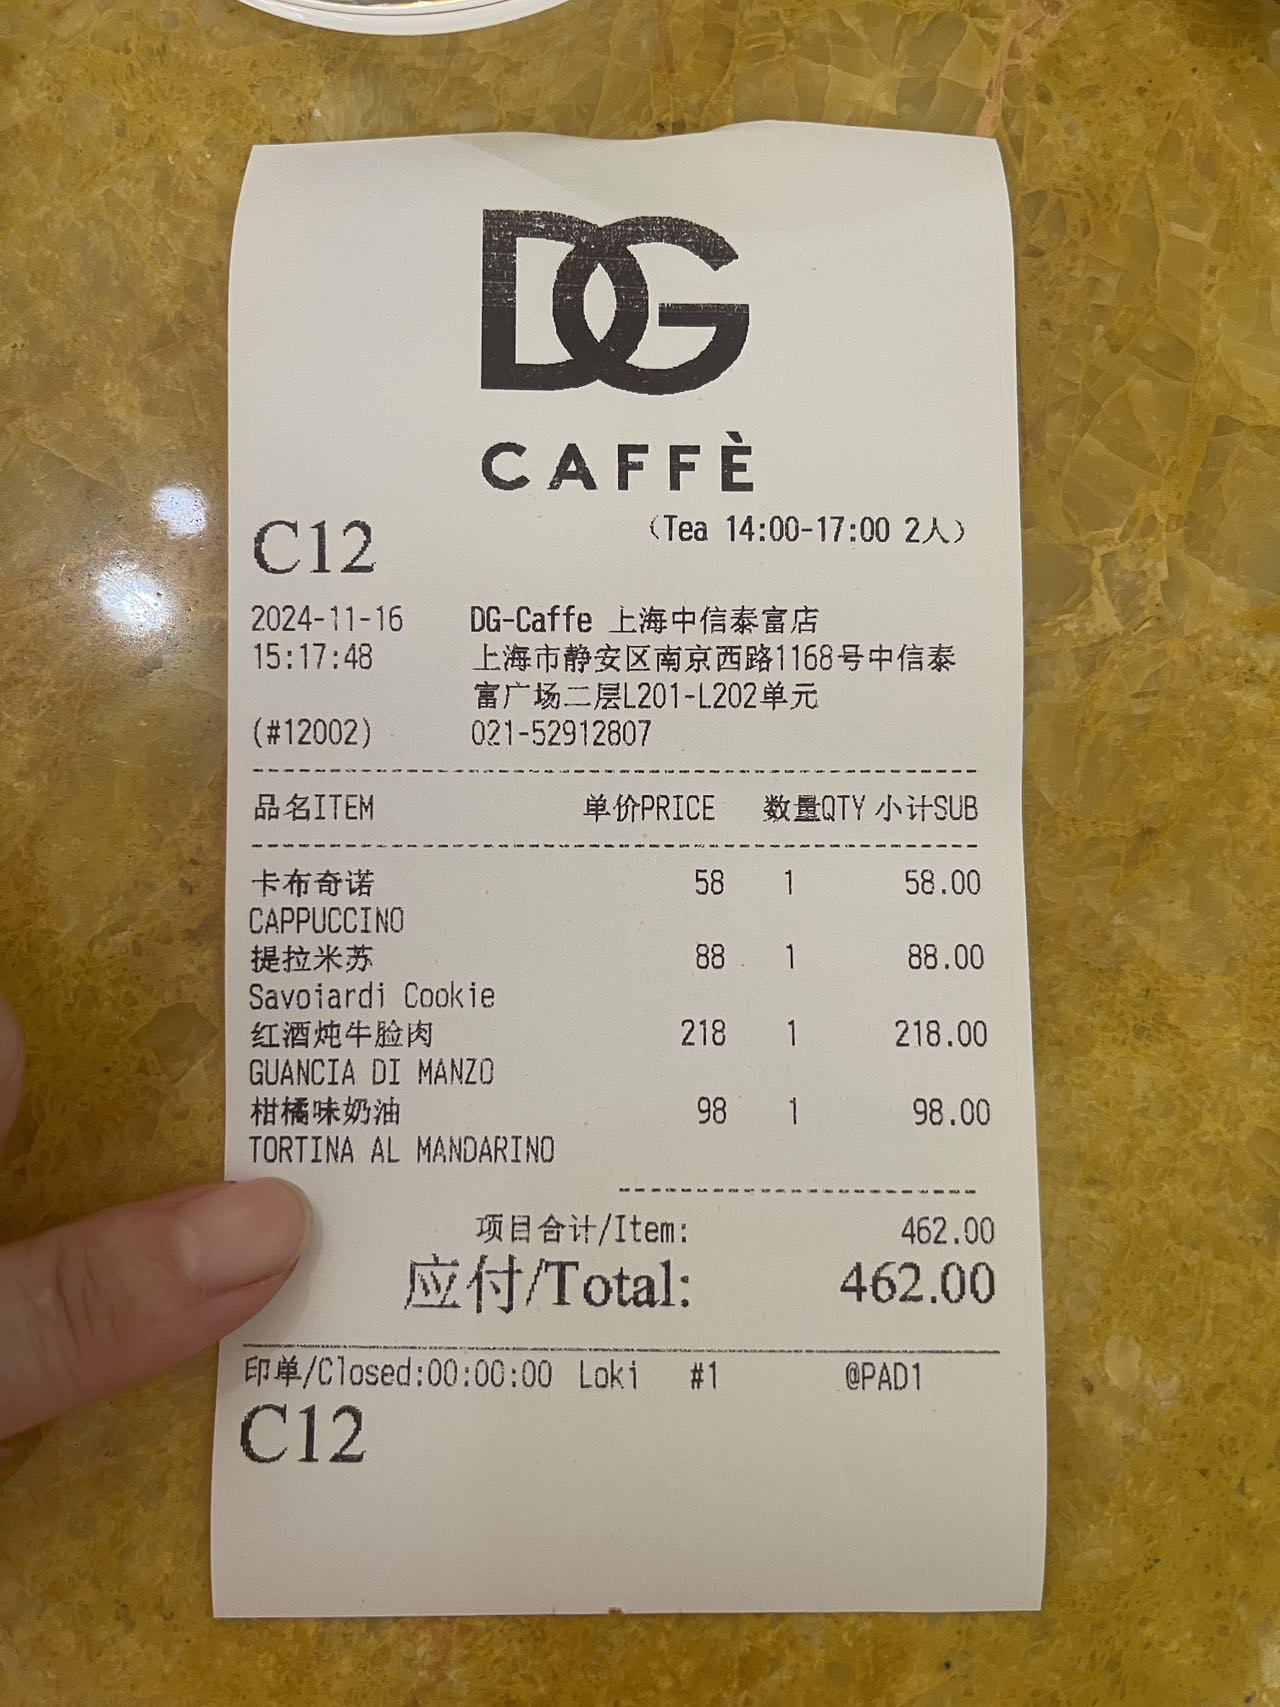 DG
CAFFÈ
C12 (Tea 14:00-17:00 2人)
2024-11-16 DG-Caffe 上海中信泰富店
15:17:48 上海市静安区南京西路1168号中信泰
富广场二层L201-L202单元
(#12002) 021-52912807
品名ITEM 单价PRICE 数量QTY 小计SUB
卡布奇诺 58 1 58.00
CAPPUCCINO
提拉米苏 88 1 88.00
Savoiardi Cookie
红酒炖牛脸肉 218 1 218.00
GUANCIA DI MANZO
柑橘味奶油 98 1 98.00
TORTINA AL MANDARINO
项目合计/Item: 462.00
应付/Total: 462.00
印单/Closed:00:00:00 Loki #1 @PAD1
C12